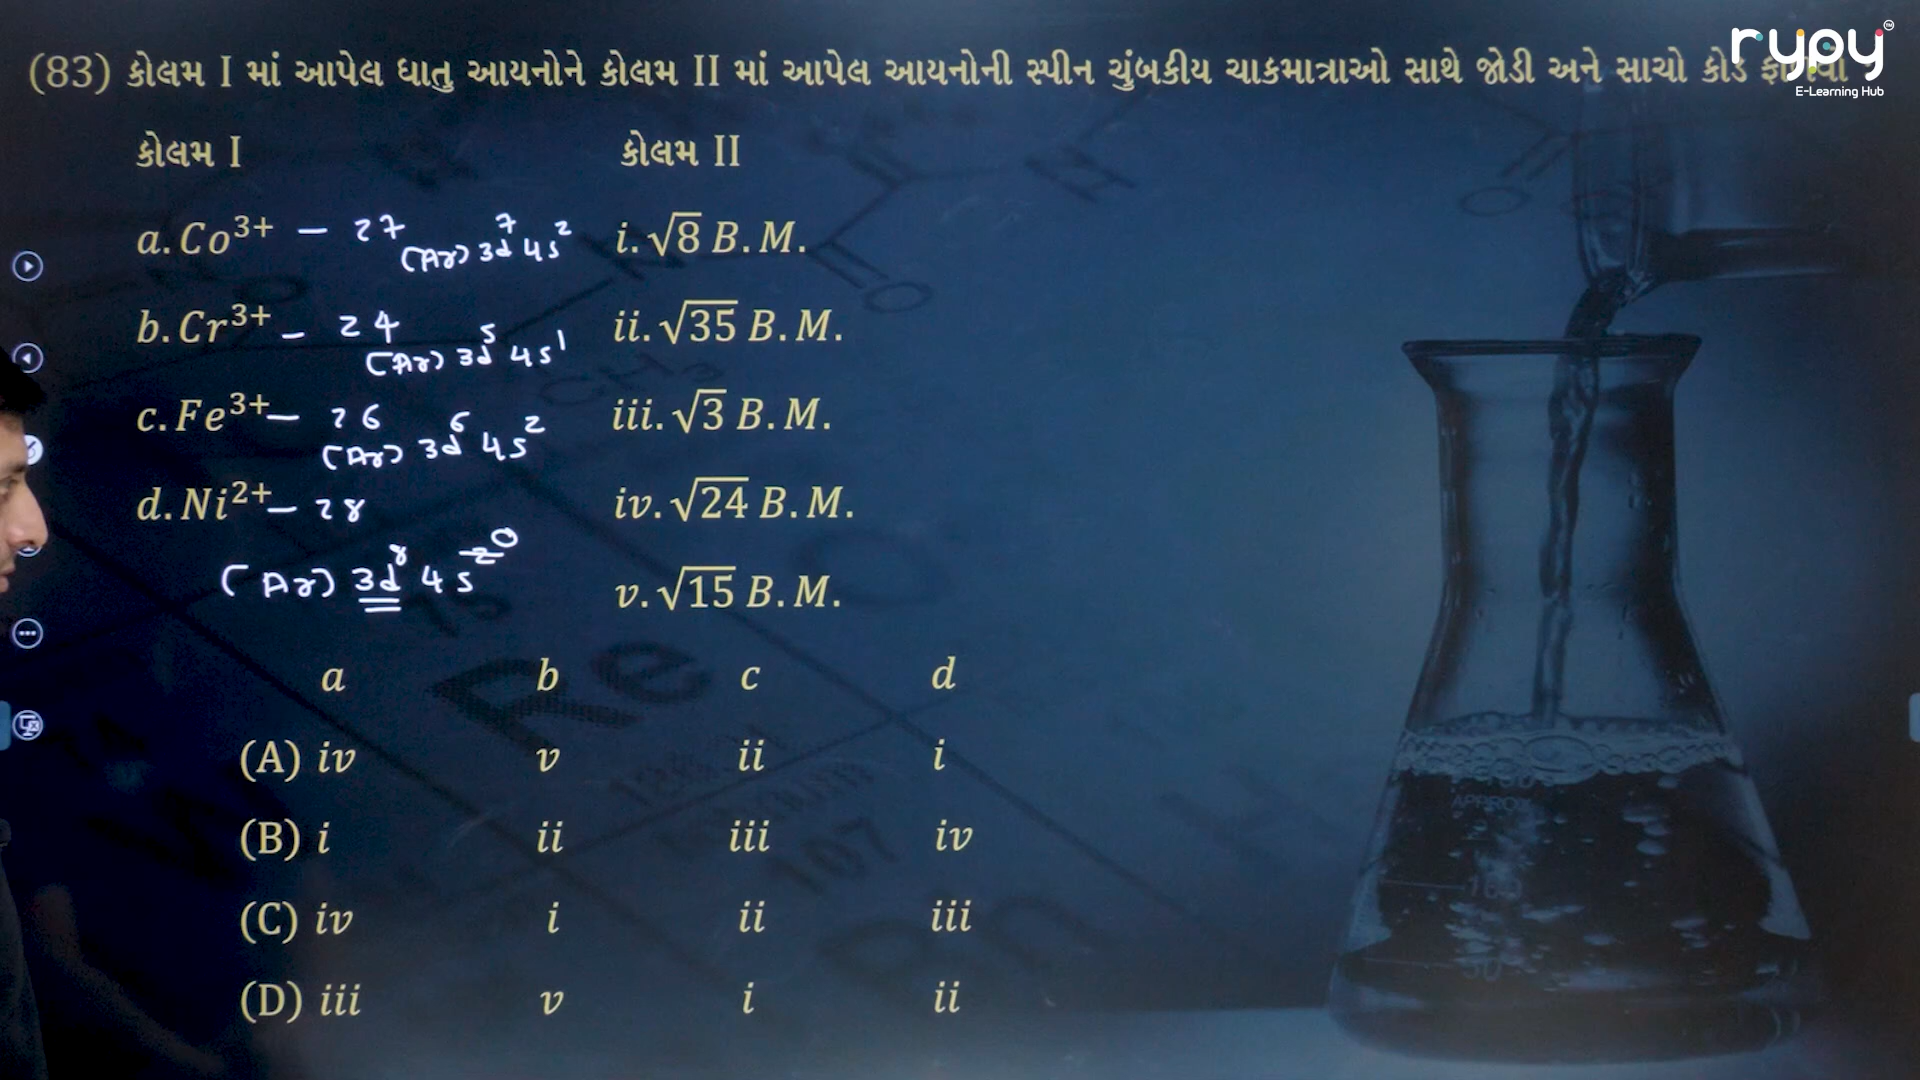 rypy
E-Learning Hub
(83) કોલમ I માં આપેલ ધાતુ આયનોને કોલમ II માં આપેલ આયનોની સ્પીન ચુંબકીય ચાકમાત્રાઓ સાથે જોડી અને સાચો કોડ
કોલમ I કોલમ II
a. Co³⁺ – 27 (Ar) 3d⁷ 4s² i. √8 B.M.
b. Cr³⁺ – 24 (Ar) 3d⁵ 4s¹ ii. √35 B.M.
c. Fe³⁺ – 26 (Ar) 3d⁶ 4s² iii. √3 B.M.
d. Ni²⁺ – 28 iv. √24 B.M.
(Ar) 3d⁸ 4s²⁰ v. √15 B.M.
a b c d
(A) iv v ii i
(B) i ii iii iv
(C) iv i ii iii
(D) iii v i ii